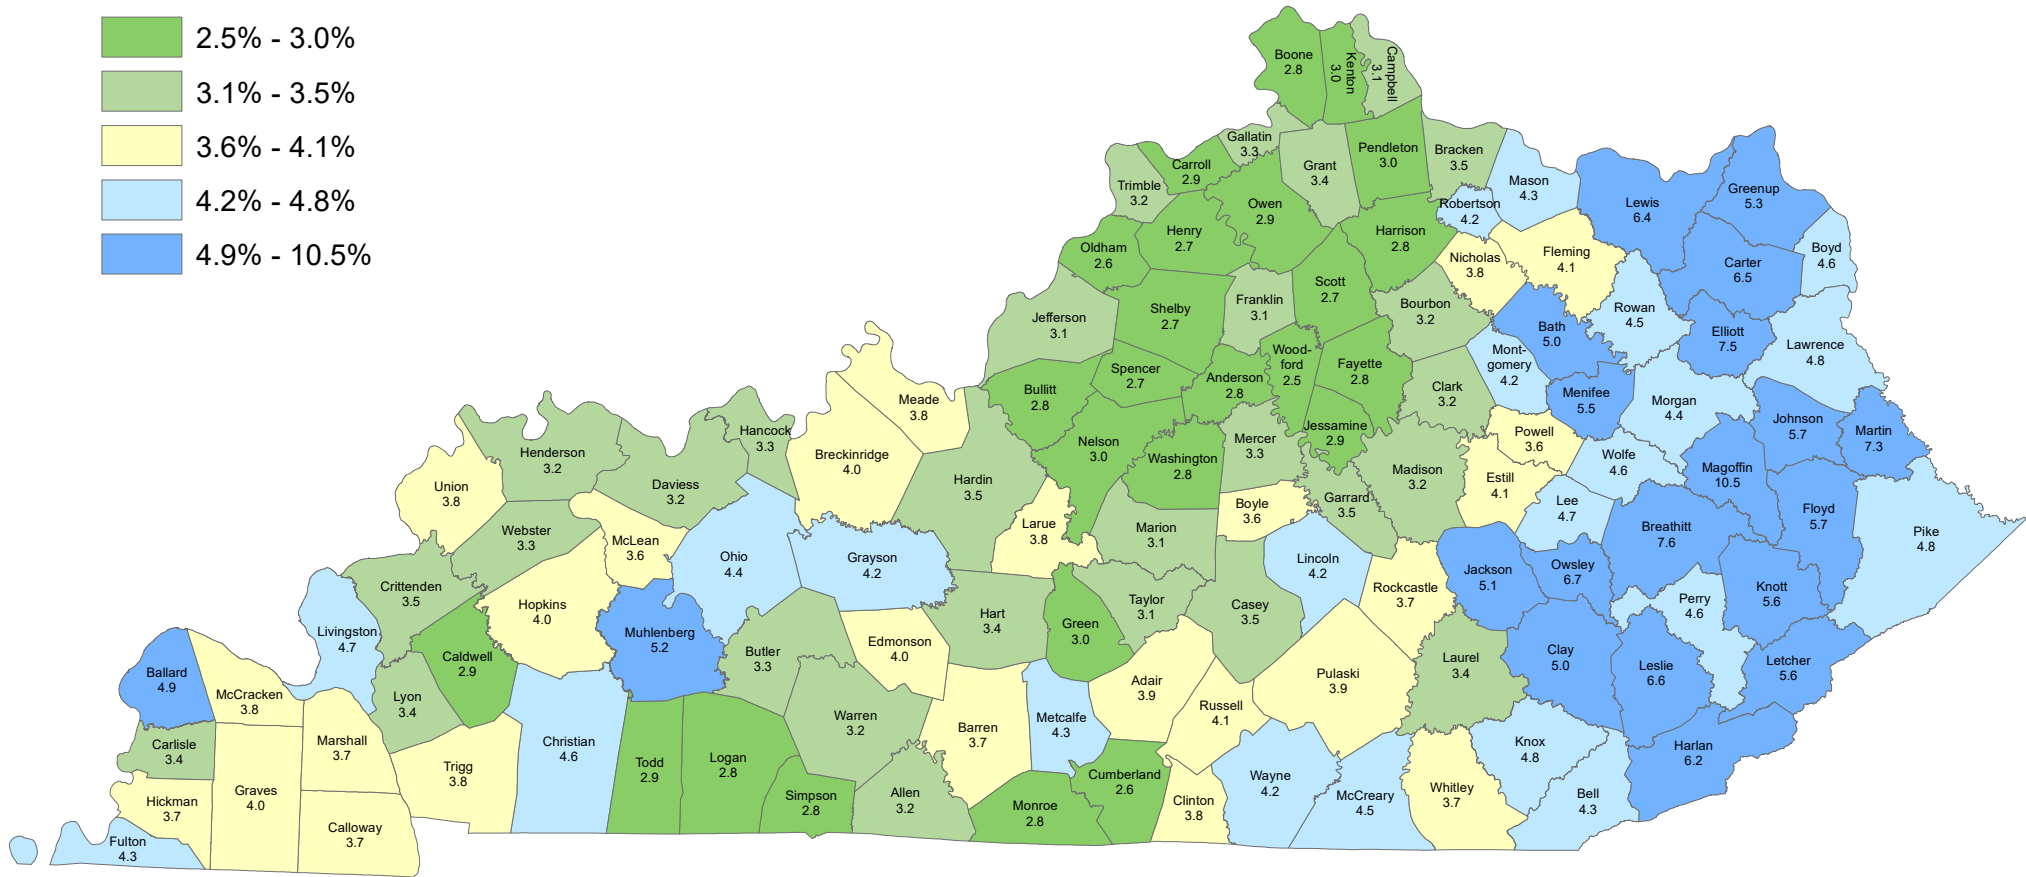 2.5% - 3.0%
3.1% - 3.5%
3.6% - 4.1%
4.2% - 4.8%
4.9% - 10.5%
Boone
2.8
Kenton
3.0
Campbell
3.1
Gallatin
3.3
Carroll
2.9
Trimble
3.2
Grant
3.4
Pendleton
3.0
Bracken
3.5
Mason
4.3
Robertson
4.2
Lewis
6.4
Greenup
5.3
Owen
2.9
Henry
2.7
Oldham
2.6
Harrison
2.8
Nicholas
3.8
Fleming
4.1
Boyd
4.6
Carter
6.5
Rowan
4.5
Elliott
7.5
Lawrence
4.8
Jefferson
3.1
Shelby
2.7
Franklin
3.1
Scott
2.7
Bourbon
3.2
Bath
5.0
Mont-
gomery
4.2
Menifee
5.5
Morgan
4.4
Johnson
5.7
Martin
7.3
Bullitt
2.8
Spencer
2.7
Anderson
2.8
Wood-
ford
2.5
Fayette
2.8
Clark
3.2
Jessamine
2.9
Powell
3.6
Wolfe
4.6
Magoffin
10.5
Floyd
5.7
Pike
4.8
Meade
3.8
Breckinridge
4.0
Hancock
3.3
Hardin
3.5
Nelson
3.0
Washington
2.8
Mercer
3.3
Madison
3.2
Estill
4.1
Lee
4.7
Breathitt
7.6
Henderson
3.2
Union
3.8
Daviess
3.2
Webster
3.3
McLean
3.6
Ohio
4.4
Grayson
4.2
Larue
3.8
Marion
3.1
Boyle
3.6
Garrard
3.5
Lincoln
4.2
Rockcastle
3.7
Jackson
5.1
Owsley
6.7
Perry
4.6
Knott
5.6
Crittenden
3.5
Livingston
4.7
Hopkins
4.0
Muhlenberg
5.2
Butler
3.3
Edmonson
4.0
Hart
3.4
Green
3.0
Taylor
3.1
Casey
3.5
Pulaski
3.9
Laurel
3.4
Clay
5.0
Leslie
6.6
Letcher
5.6
Ballard
4.9
McCracken
3.8
Caldwell
2.9
Lyon
3.4
Carlisle
3.4
Marshall
3.7
Trigg
3.8
Christian
4.6
Todd
2.9
Logan
2.8
Simpson
2.8
Warren
3.2
Allen
3.2
Barren
3.7
Metcalfe
4.3
Adair
3.9
Russell
4.1
Monroe
2.8
Cumberland
2.6
Clinton
3.8
Wayne
4.2
McCreary
4.5
Whitley
3.7
Knox
4.8
Bell
4.3
Harlan
6.2
Hickman
3.7
Graves
4.0
Calloway
3.7
Fulton
4.3